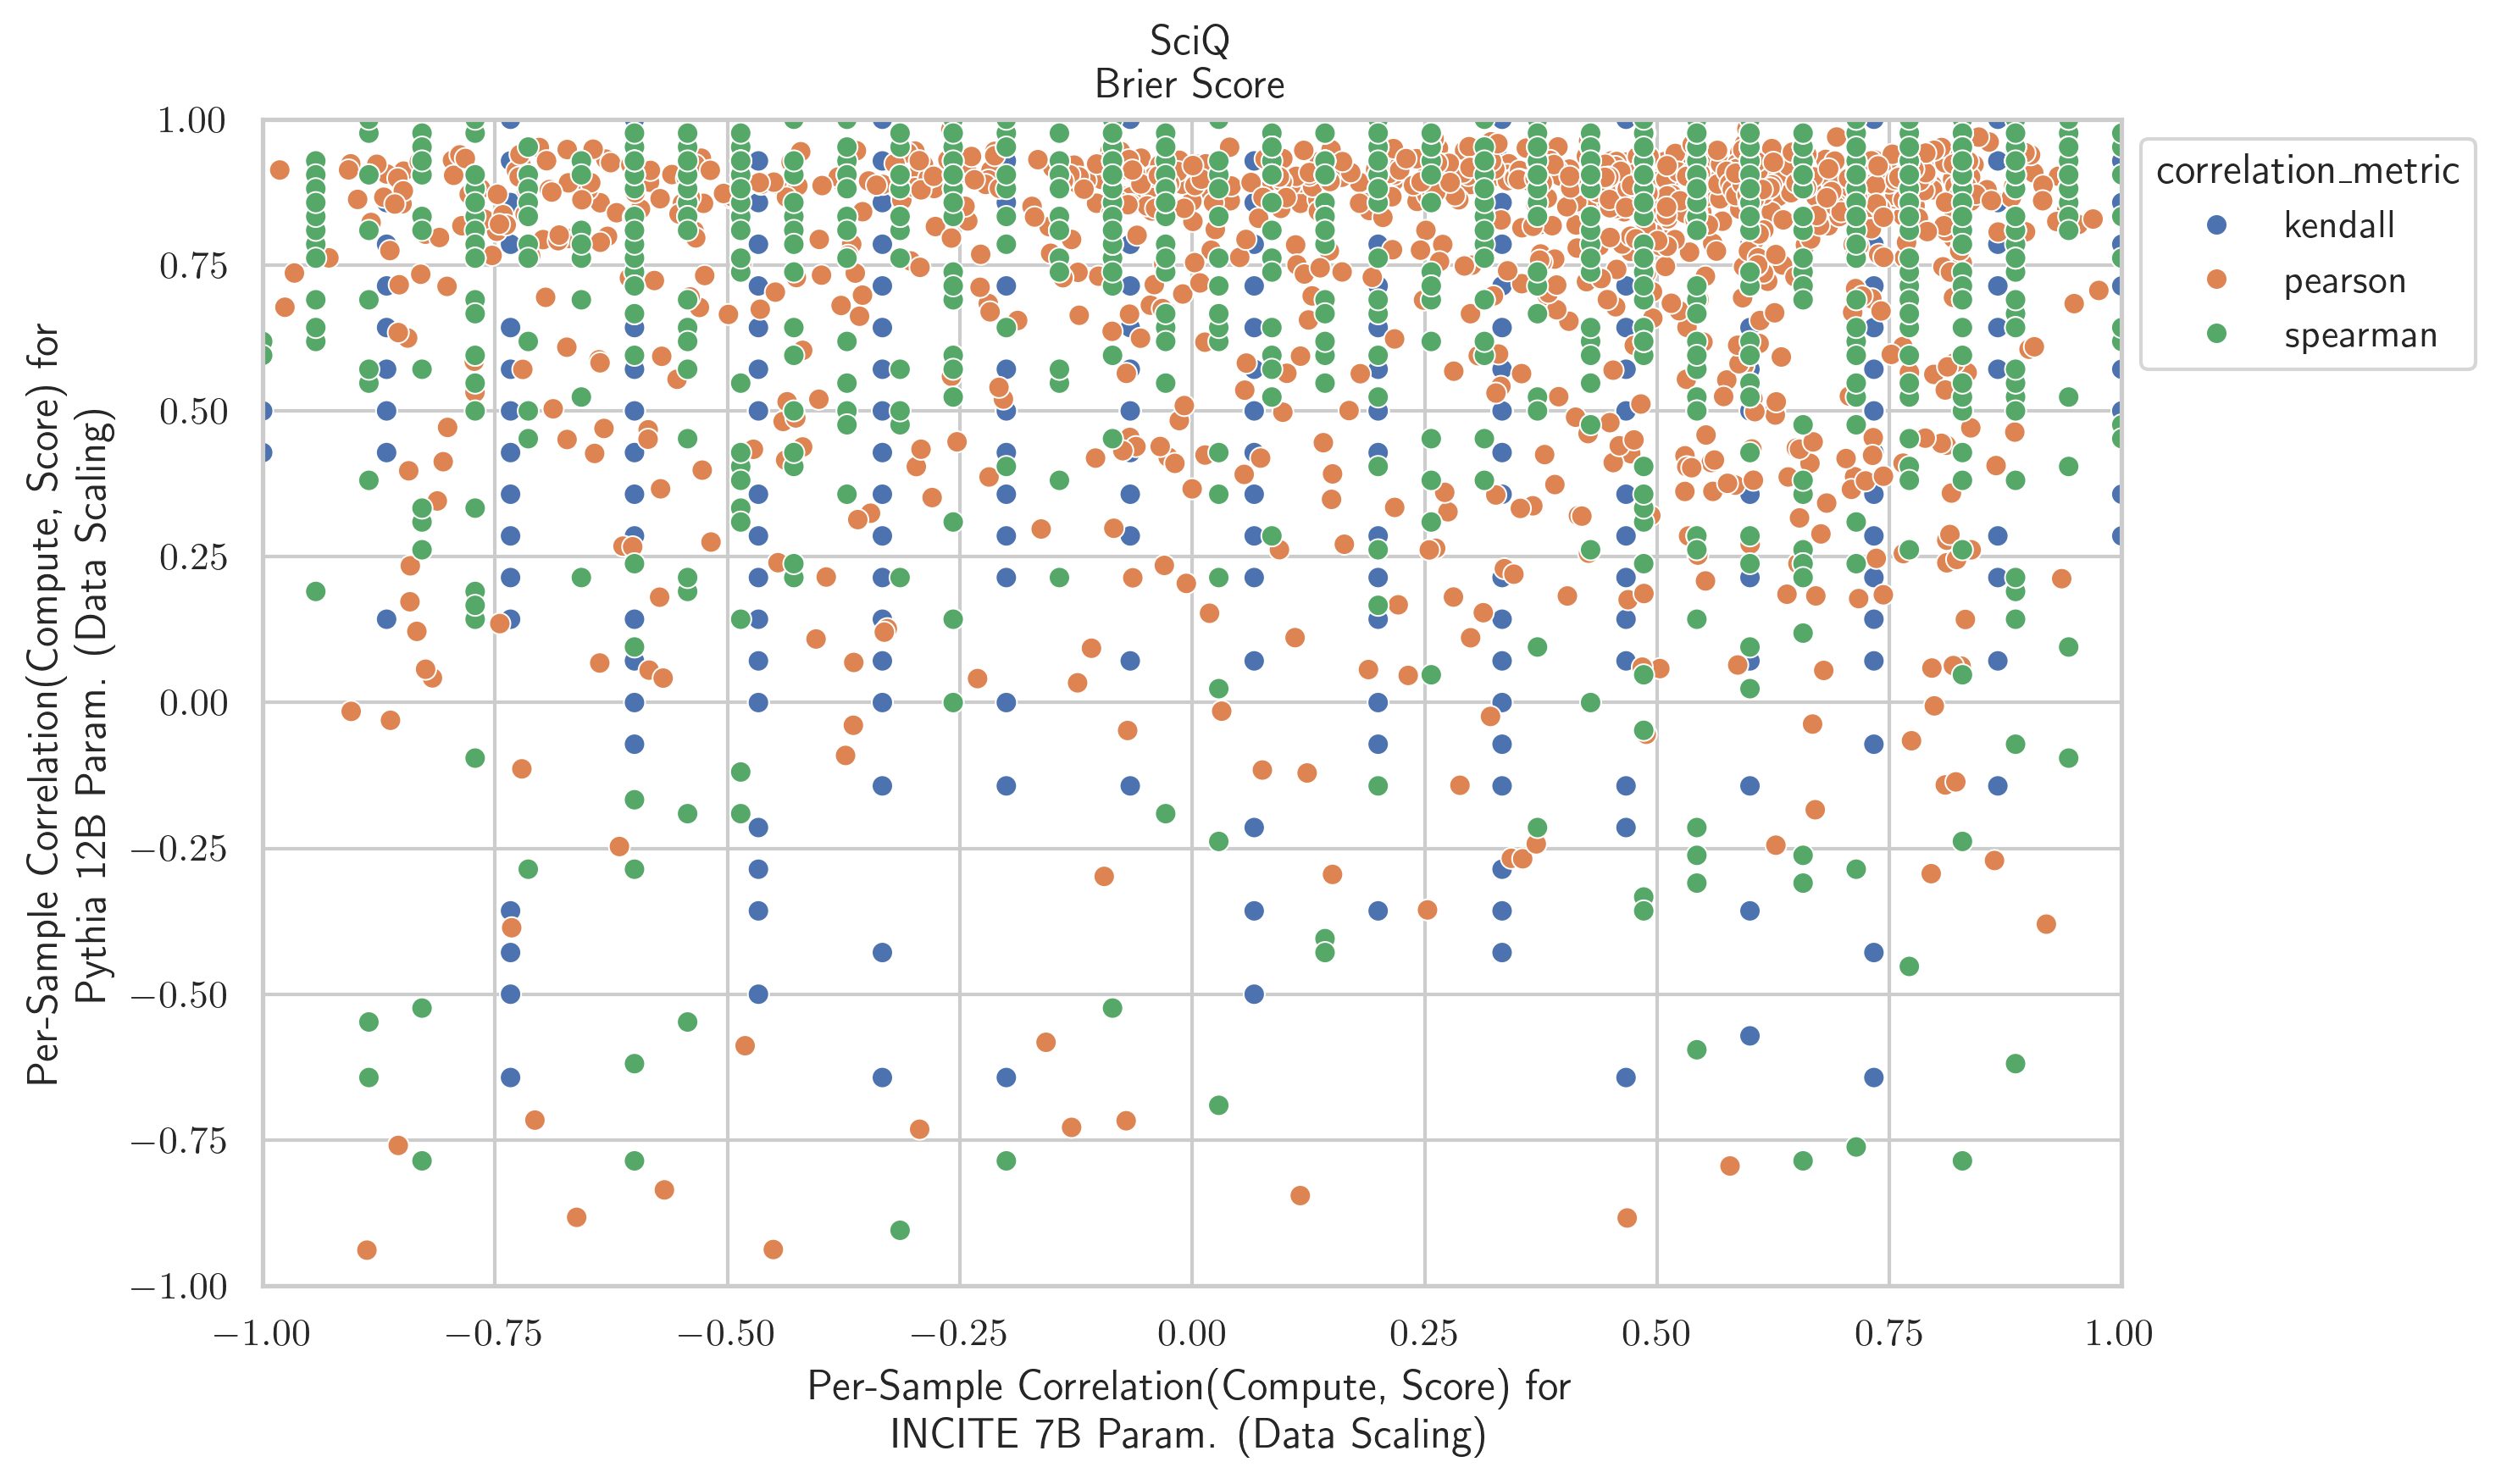 SciQ
Brier Score
Per-Sample Correlation(Compute, Score) for
Pythia 12B Param. (Data Scaling)
1.00
0.75
0.50
0.25
0.00
−0.25
−0.50
−0.75
−1.00
−1.00 −0.75 −0.50 −0.25 0.00 0.25 0.50 0.75 1.00
Per-Sample Correlation(Compute, Score) for
INCITE 7B Param. (Data Scaling)
correlation_metric
kendall
pearson
spearman